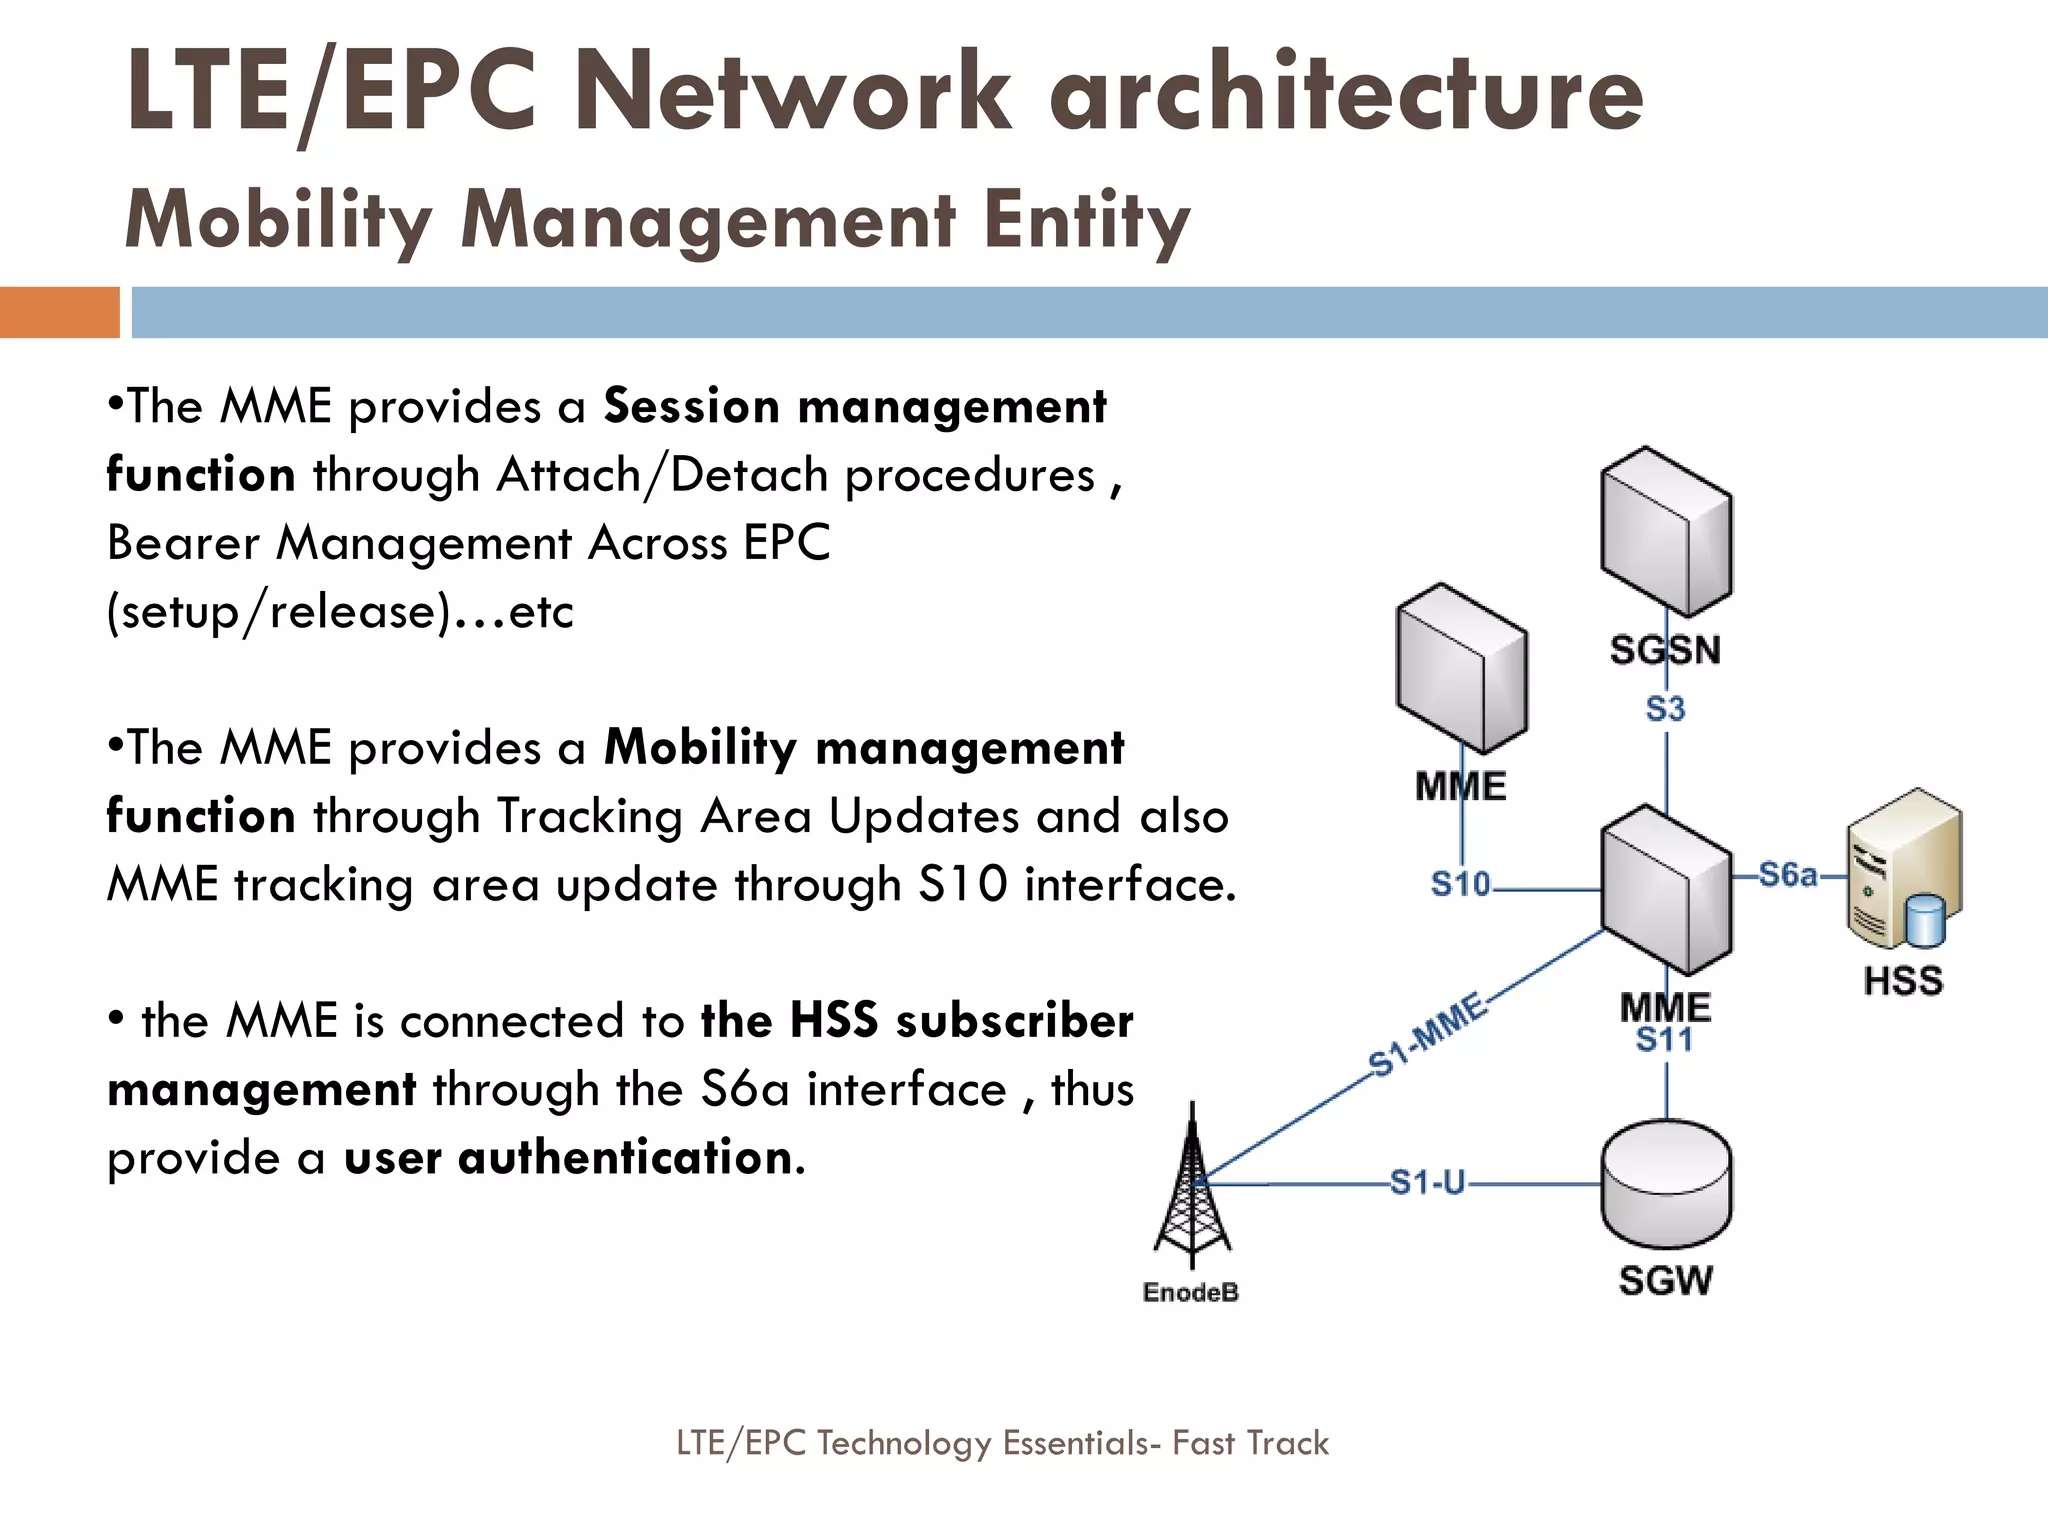 LTE/EPC Network architecture
Mobility Management Entity
•The MME provides a Session management
function through Attach/Detach procedures ,
Bearer Management Across EPC
(setup/release)…etc
•The MME provides a Mobility management
function through Tracking Area Updates and also
MME tracking area update through S10 interface.
• the MME is connected to the HSS subscriber
management through the S6a interface , thus
provide a user authentication.
SGSN
S3
MME
S10
S6a
HSS
MME
S11
S1-MME
S1-U
EnodeB
SGW
LTE/EPC Technology Essentials- Fast Track